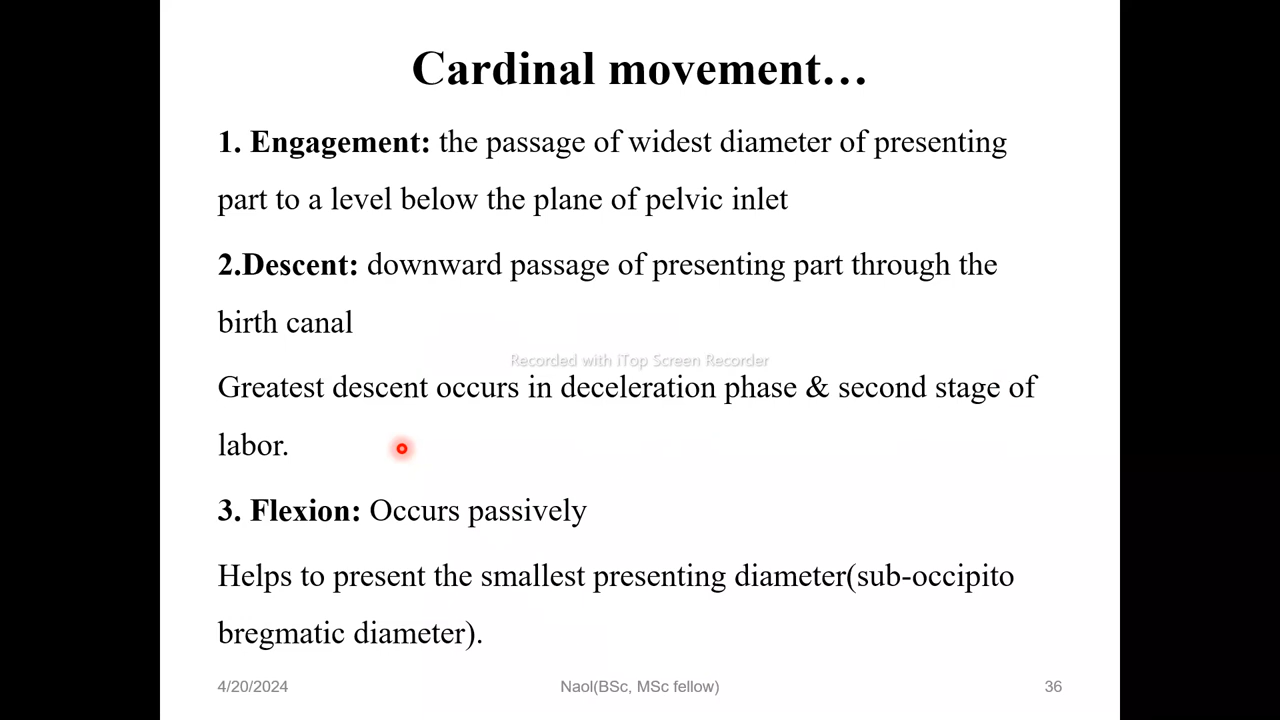 Cardinal movement…
1. Engagement: the passage of widest diameter of presenting
part to a level below the plane of pelvic inlet
2.Descent: downward passage of presenting part through the
birth canal
Recorded with iTop Screen Recorder
Greatest descent occurs in deceleration phase & second stage of
labor.
3. Flexion: Occurs passively
Helps to present the smallest presenting diameter(sub-occipito
bregmatic diameter).
4/20/2024 Naol(BSc, MSc fellow) 36